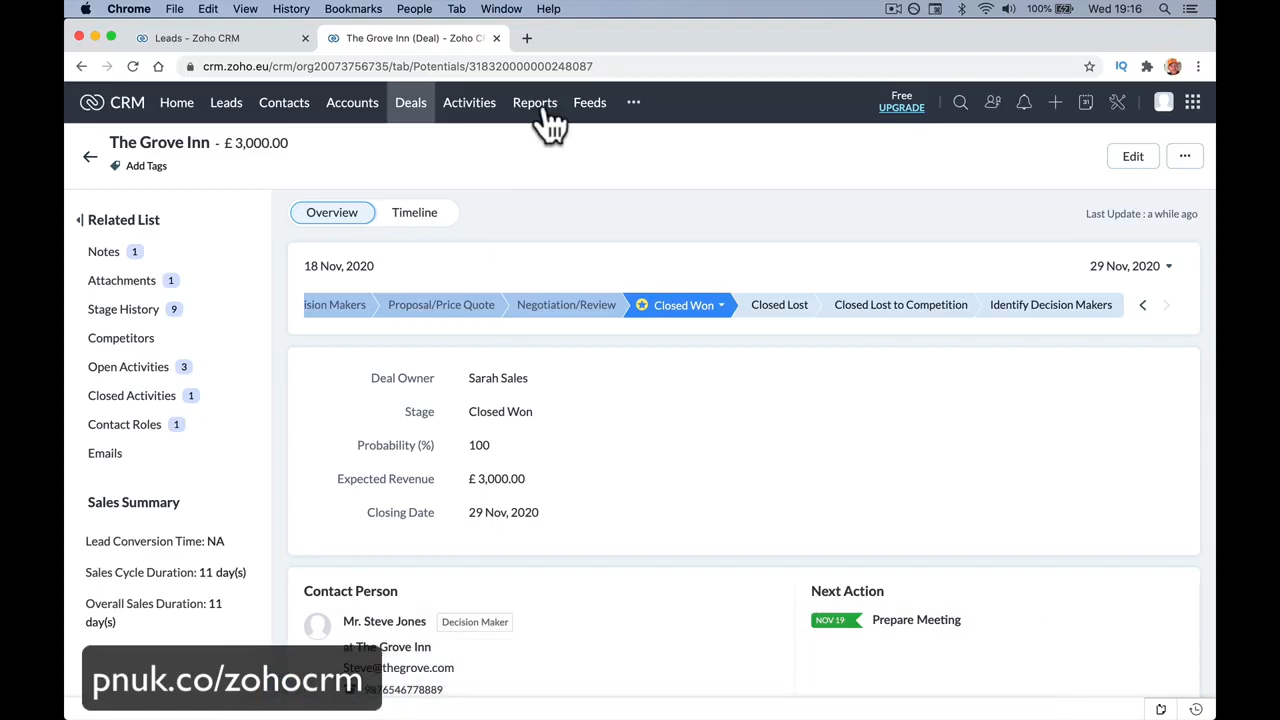 Chrome File Edit View History Bookmarks People Tab Window Help 100% Wed 19:16
Leads - Zoho CRM
The Grove Inn (Deal) - Zoho C
crm.zoho.eu/crm/org20073756735/tab/Potentials/318320000000248087
IQ
CRM Home Leads Contacts Accounts Deals Activities Reports Feeds
Free
UPGRADE
31
The Grove Inn - £ 3,000.00
Add Tags
Edit
Related List
Notes 1
Attachments 1
Stage History 9
Competitors
Open Activities 3
Closed Activities 1
Contact Roles 1
Emails
Sales Summary
Lead Conversion Time: NA
Sales Cycle Duration: 11 day(s)
Overall Sales Duration: 11
day(s)
Overview Timeline
Last Update : a while ago
18 Nov, 2020 29 Nov, 2020
ision Makers Proposal/Price Quote Negotiation/Review Closed Won Closed Lost Closed Lost to Competition Identify Decision Makers
Deal Owner Sarah Sales
Stage Closed Won
Probability (%) 100
Expected Revenue £ 3,000.00
Closing Date 29 Nov, 2020
Contact Person
Mr. Steve Jones Decision Maker
at The Grove Inn
Steve@thegrove.com
9876546778889
Next Action
NOV 19 Prepare Meeting
pnuk.co/zohocrm